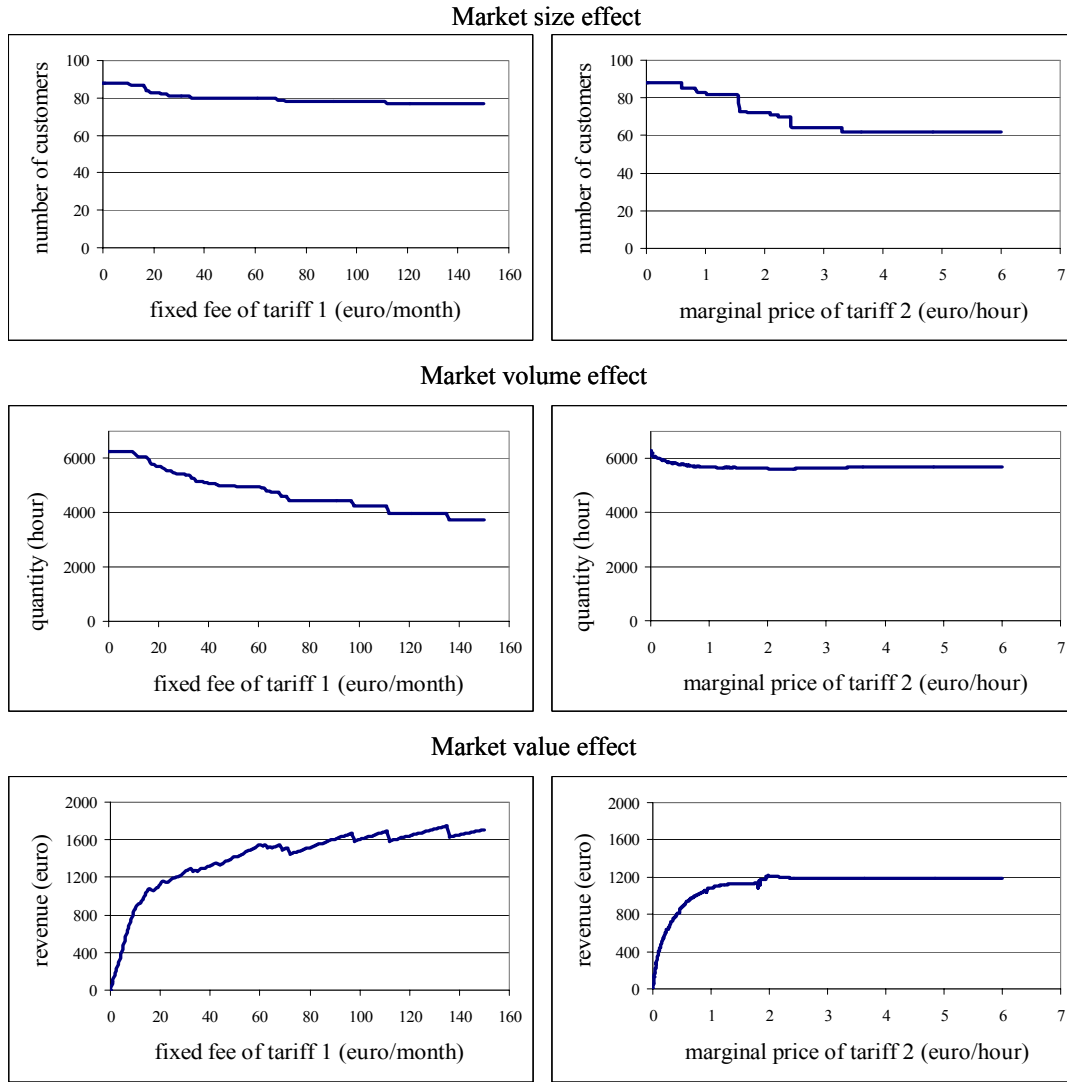 Market size effect
number of customers
100
80
60
40
20
0
0 20 40 60 80 100 120 140 160
fixed fee of tariff 1 (euro/month)
number of customers
100
80
60
40
20
0
0 1 2 3 4 5 6 7
marginal price of tariff 2 (euro/hour)
Market volume effect
quantity (hour)
6000
4000
2000
0
0 20 40 60 80 100 120 140 160
fixed fee of tariff 1 (euro/month)
quantity (hour)
6000
4000
2000
0
0 1 2 3 4 5 6 7
marginal price of tariff 2 (euro/hour)
Market value effect
revenue (euro)
2000
1600
1200
800
400
0
0 20 40 60 80 100 120 140 160
fixed fee of tariff 1 (euro/month)
revenue (euro)
2000
1600
1200
800
400
0
0 1 2 3 4 5 6 7
marginal price of tariff 2 (euro/hour)